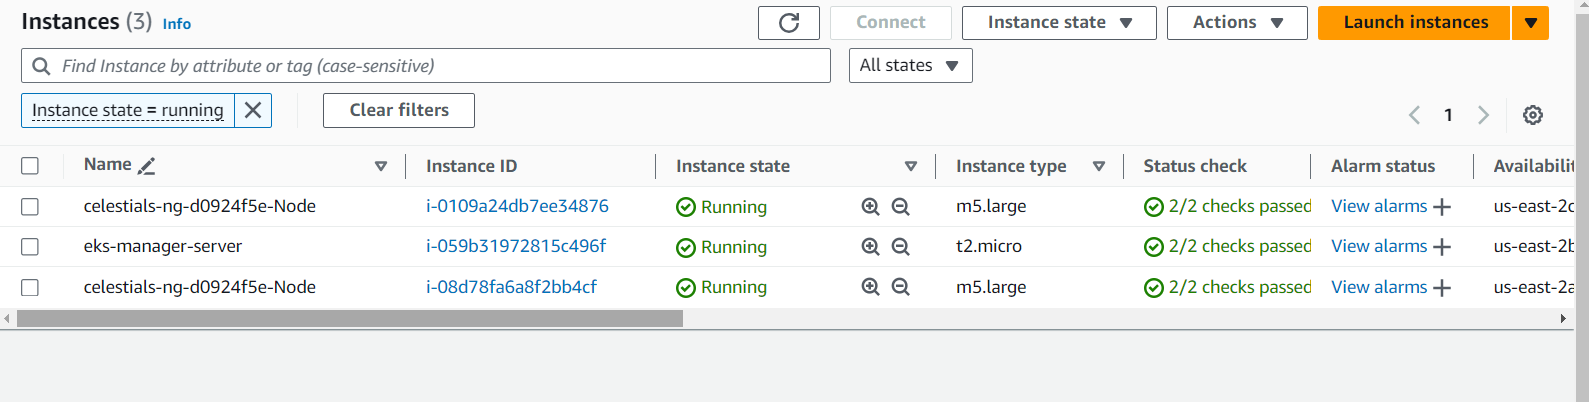 Instances (3) Info
Connect Instance state Actions Launch instances
Find Instance by attribute or tag (case-sensitive) All states
Instance state = running Clear filters 1
Name Instance ID Instance state Instance type Status check Alarm status Availabilit
celestials-ng-d0924f5e-Node i-0109a24db7ee34876 Running m5.large 2/2 checks passed View alarms us-east-2c
eks-manager-server i-059b31972815c496f Running t2.micro 2/2 checks passed View alarms us-east-2b
celestials-ng-d0924f5e-Node i-08d78fa6a8f2bb4cf Running m5.large 2/2 checks passed View alarms us-east-2a